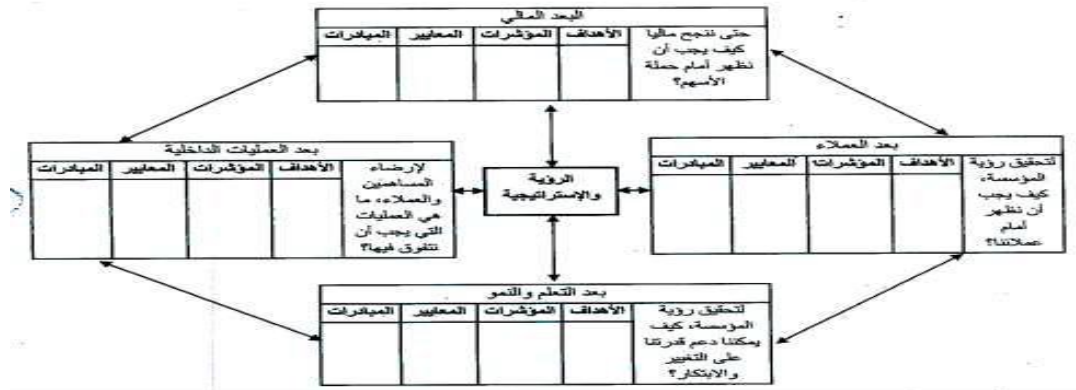 البعد المالي
حتى ننجح ماليا
كيف يجب أن
نظهر أمام حملة
الأسهم؟
الأهداف
المؤشرات
المعايير
المبادرات
بعد العملاء
لتحقيق رؤية
المؤسسة،
كيف يجب
أن نظهر
أمام
عملائنا؟
الأهداف
المؤشرات
المعايير
المبادرات
الرؤية
والإستراتيجية
بعد العمليات الداخلية
لإرضاء
المساهمين
والعملاء، ما
هي العمليات
التي يجب أن
نتفوق فيها؟
الأهداف
المؤشرات
المعايير
المبادرات
بعد التعلم والنمو
لتحقيق رؤية
المؤسسة، كيف
يمكننا دعم قدرتنا
على التغيير
والابتكار؟
الأهداف
المؤشرات
المعايير
المبادرات